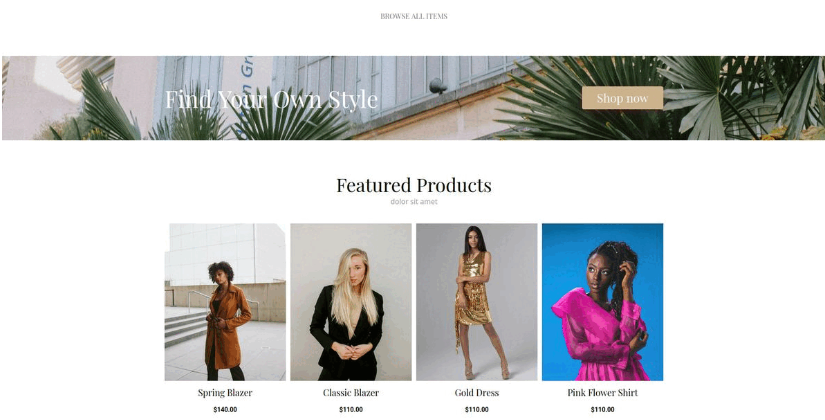 BROWSE ALL ITEMS
Find Your Own Style
Shop now
Featured Products
dolor sit amet
Spring Blazer
Classic Blazer
Gold Dress
Pink Flower Shirt
$140.00
$110.00
$110.00
$110.00